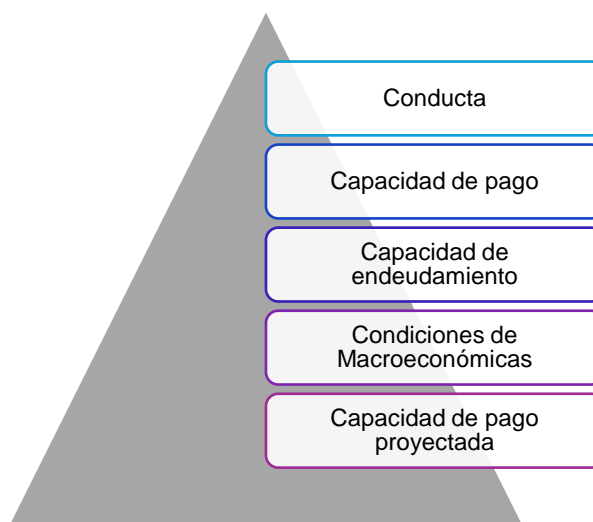 Conducta
Capacidad de pago
Capacidad de
endeudamiento
Condiciones de
Macroeconómicas
Capacidad de pago
proyectada